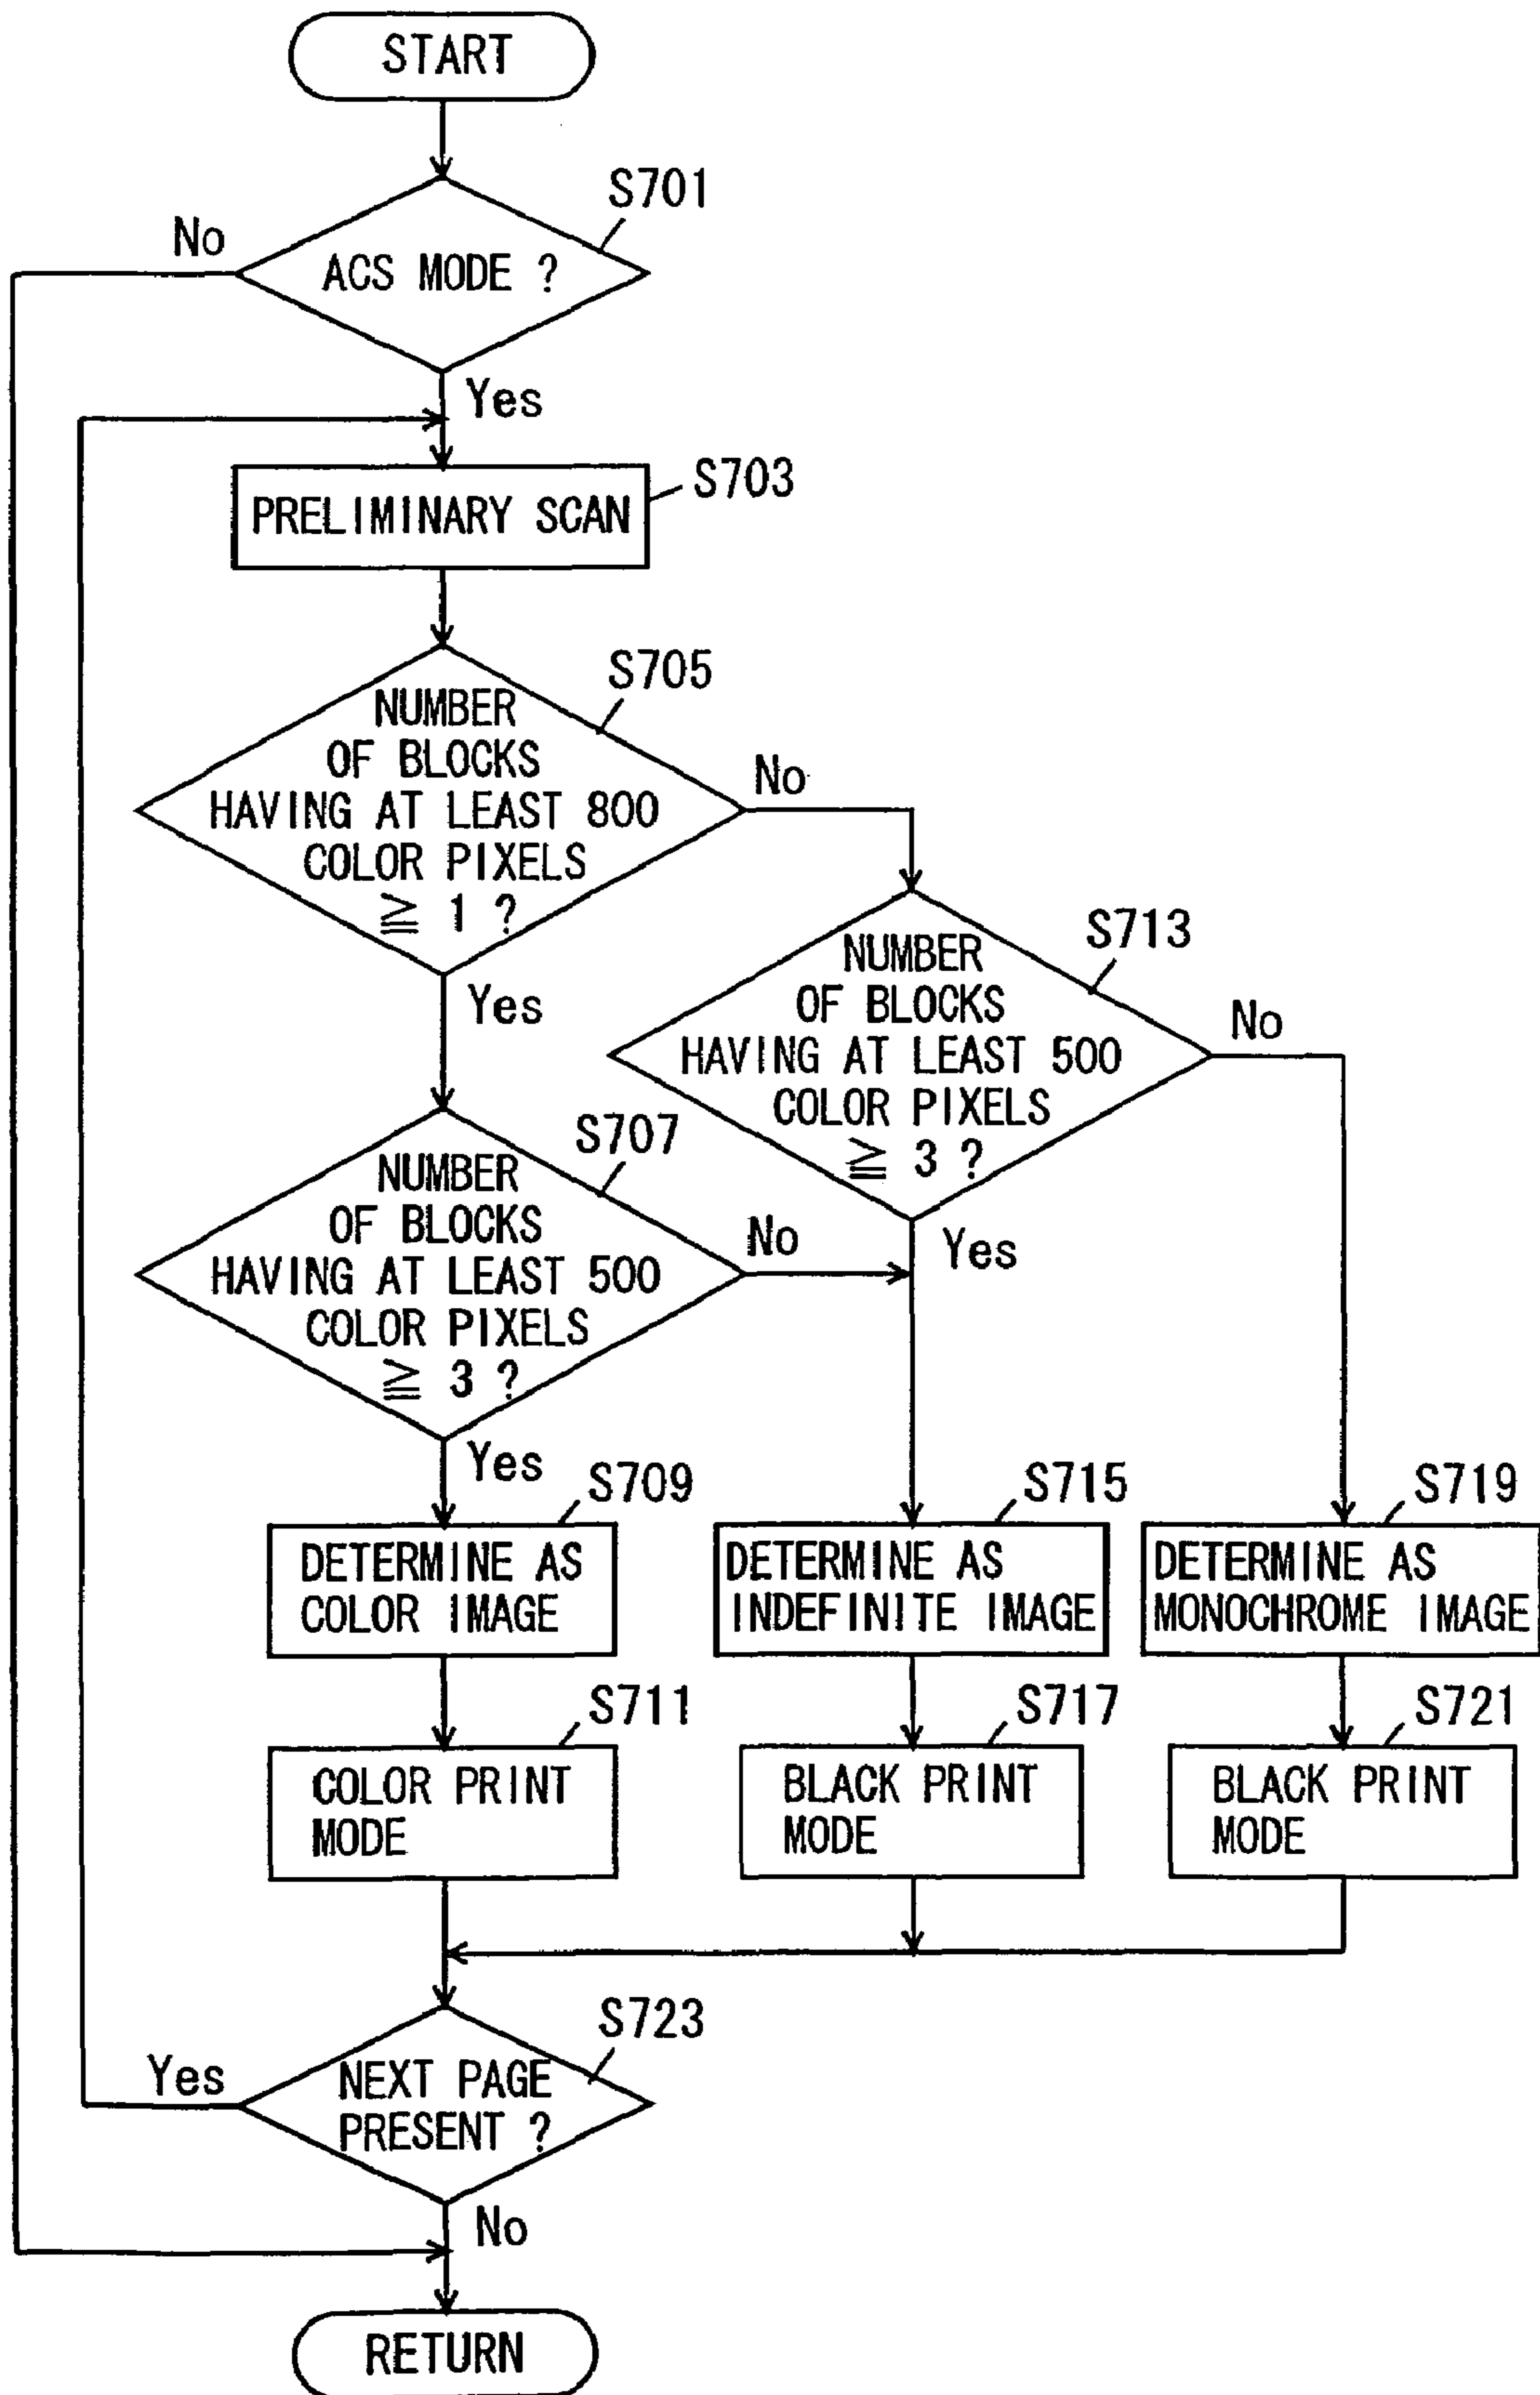 START
S701
No
ACS MODE ?
Yes
PRELIMINARY SCAN
S703
S705
NUMBER
OF BLOCKS
HAVING AT LEAST 800
COLOR PIXELS
≧ 1 ?
No
Yes
S713
NUMBER
OF BLOCKS
HAVING AT LEAST 500
COLOR PIXELS
≧ 3 ?
No
Yes
S707
NUMBER
OF BLOCKS
HAVING AT LEAST 500
COLOR PIXELS
≧ 3 ?
No
Yes
S709
DETERMINE AS
COLOR IMAGE
S715
DETERMINE AS
INDEFINITE IMAGE
S719
DETERMINE AS
MONOCHROME IMAGE
S711
COLOR PRINT
MODE
S717
BLACK PRINT
MODE
S721
BLACK PRINT
MODE
S723
Yes
NEXT PAGE
PRESENT ?
No
RETURN